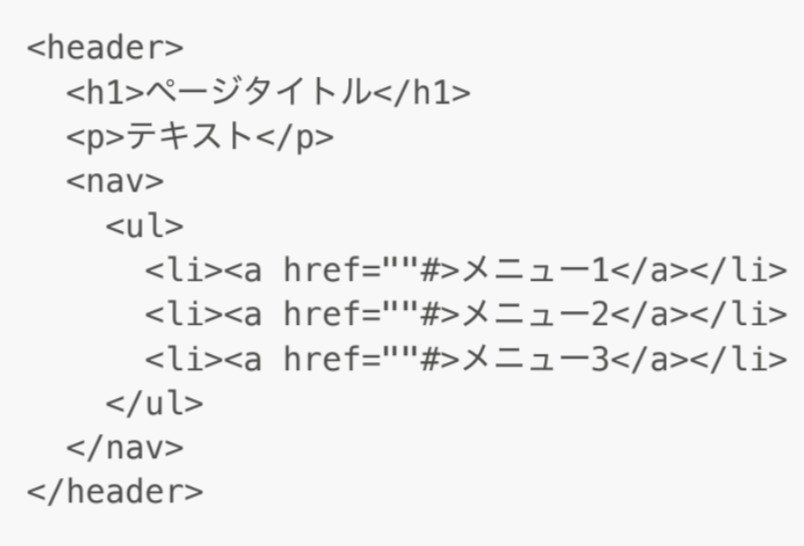 <header>
  <h1>ページタイトル</h1>
  <p>テキスト</p>
  <nav>
    <ul>
      <li><a href=""#>メニュー1</a></li>
      <li><a href=""#>メニュー2</a></li>
      <li><a href=""#>メニュー3</a></li>
    </ul>
  </nav>
</header>